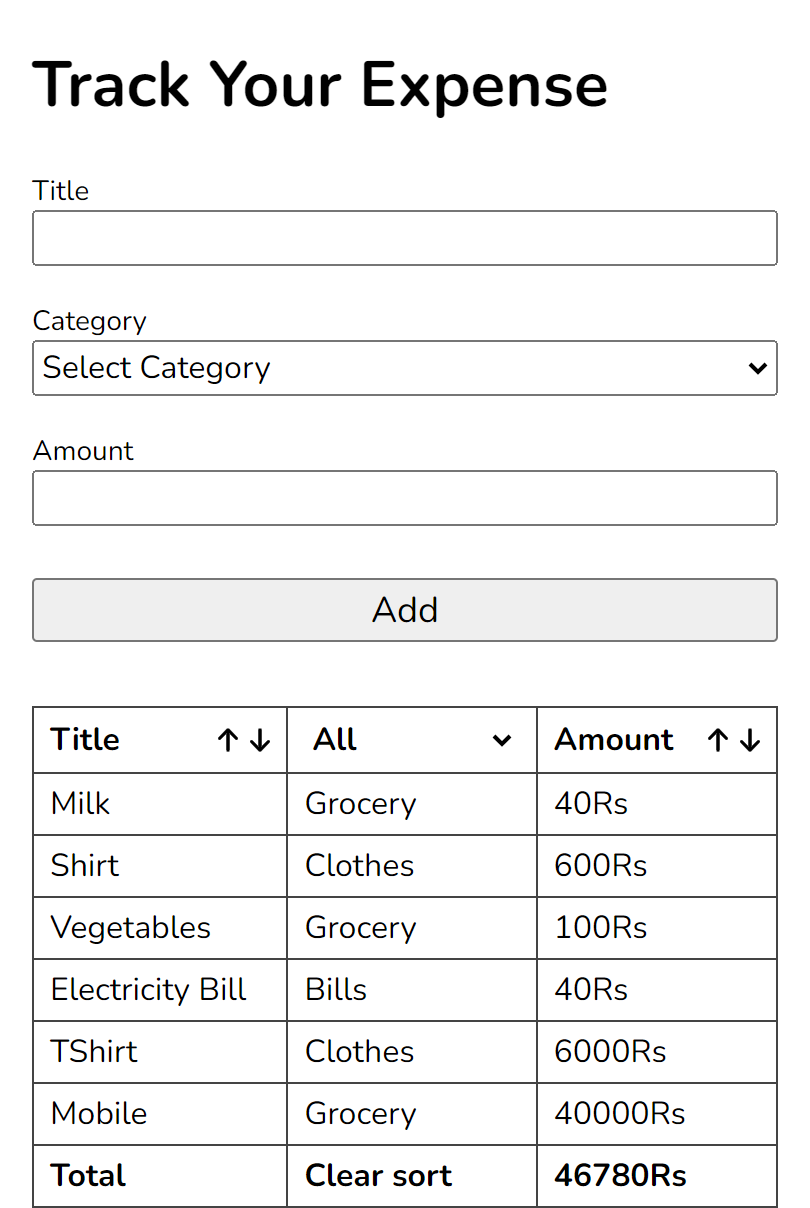 Track Your Expense
Title
Category
Select Category
Amount
Add
Title ↑ ↓ All Amount ↑ ↓
Milk Grocery 40Rs
Shirt Clothes 600Rs
Vegetables Grocery 100Rs
Electricity Bill Bills 40Rs
TShirt Clothes 6000Rs
Mobile Grocery 40000Rs
Total Clear sort 46780Rs